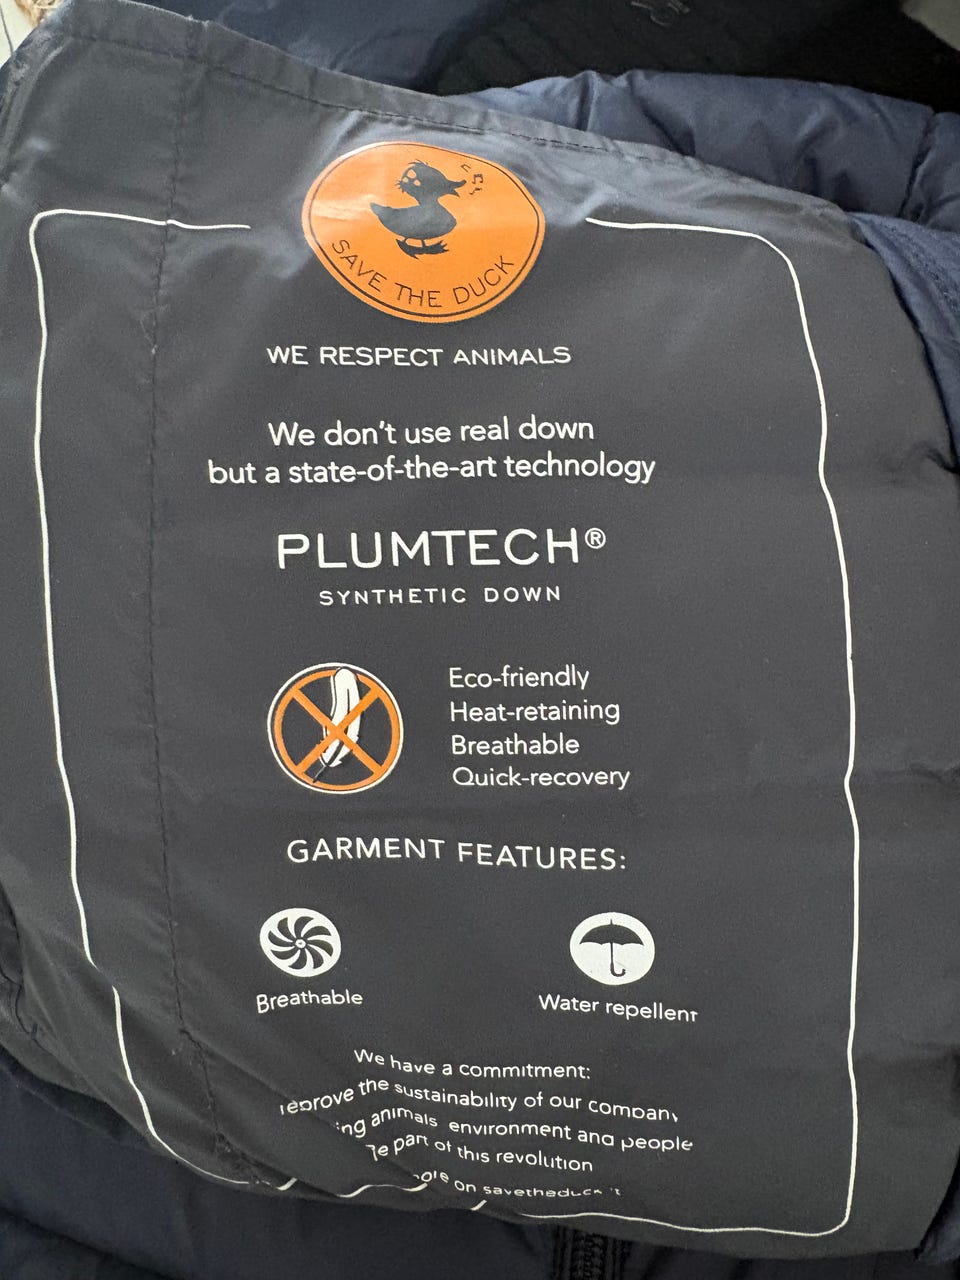 SAVE THE DUCK
WE RESPECT ANIMALS
We don't use real down
but a state-of-the-art technology
PLUMTECH®
SYNTHETIC DOWN
Eco-friendly
Heat-retaining
Breathable
Quick-recovery
GARMENT FEATURES:
Breathable
Water repellent
We have a commitment:
the sustainability of our
animals environment and people
part of this revolution
on